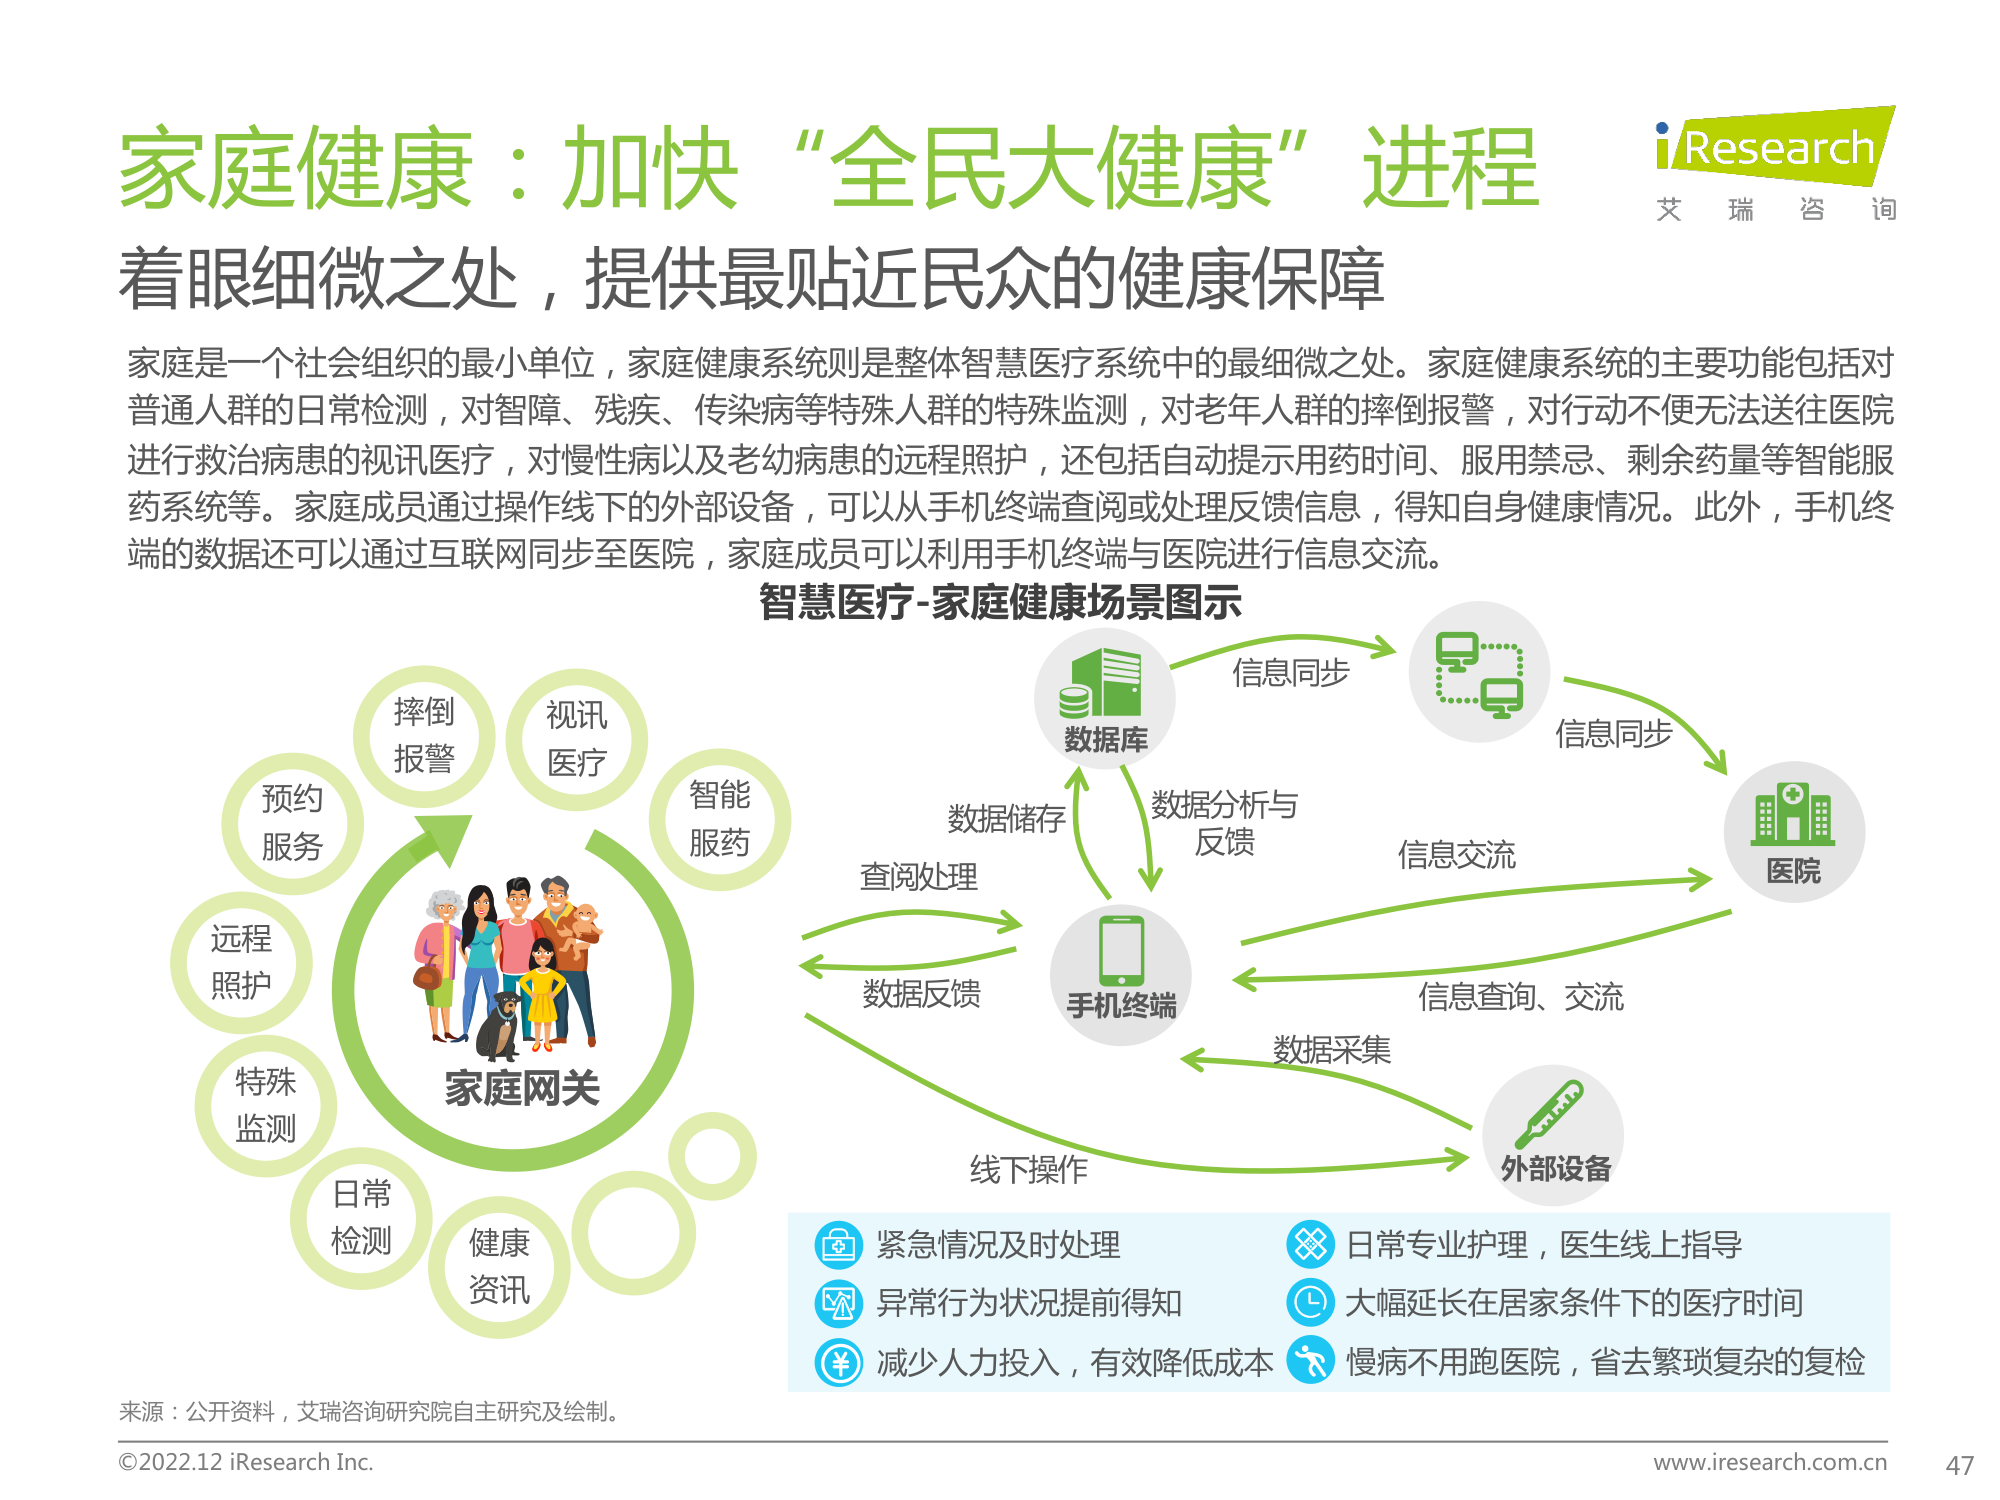 家庭健康：加快“全民大健康”进程
iResearch
艾瑞咨询
着眼细微之处，提供最贴近民众的健康保障
家庭是一个社会组织的最小单位，家庭健康系统则是整体智慧医疗系统中的最细微之处。家庭健康系统的主要功能包括对
普通人群的日常检测，对智障、残疾、传染病等特殊人群的特殊监测，对老年人群的摔倒报警，对行动不便无法送往医院
进行救治病患的视讯医疗，对慢性病以及老幼病患的远程照护，还包括自动提示用药时间、服用禁忌、剩余药量等智能服
药系统等。家庭成员通过操作线下的外部设备，可以从手机终端查阅或处理反馈信息，得知自身健康情况。此外，手机终
端的数据还可以通过互联网同步至医院，家庭成员可以利用手机终端与医院进行信息交流。
智慧医疗-家庭健康场景图示
摔倒
报警
视讯
医疗
智能
服药
预约
服务
远程
照护
特殊
监测
日常
检测
健康
资讯
家庭网关
数据库
信息同步
信息同步
数据储存
数据分析与
反馈
医院
信息交流
查阅处理
数据反馈
手机终端
信息查询、交流
数据采集
线下操作
外部设备
紧急情况及时处理
日常专业护理，医生线上指导
异常行为状况提前得知
大幅延长在居家条件下的医疗时间
¥
减少人力投入，有效降低成本
慢病不用跑医院，省去繁琐复杂的复检
来源：公开资料，艾瑞咨询研究院自主研究及绘制。
©2022.12 iResearch Inc.
www.iresearch.com.cn
47